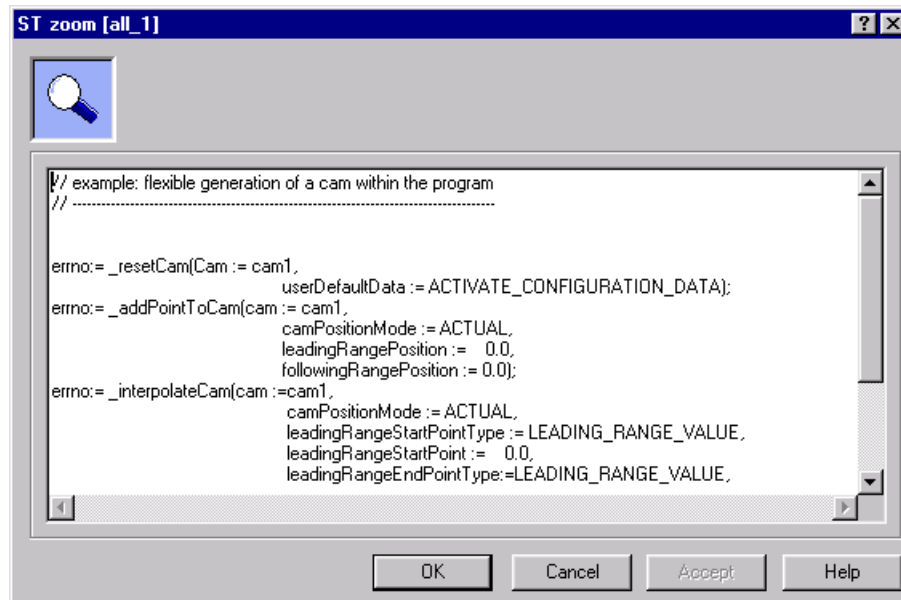 ST zoom [all_1]
// example: flexible generation of a cam within the program
// --------------------------------------------------------------------------------------
errno:= _resetCam(Cam := cam1,
userDefaultData := ACTIVATE_CONFIGURATION_DATA);
errno:= _addPointToCam(cam := cam1,
camPositionMode := ACTUAL,
leadingRangePosition := 0.0,
followingRangePosition := 0.0);
errno:= _interpolateCam(cam :=cam1,
camPositionMode := ACTUAL,
leadingRangeStartPointType := LEADING_RANGE_VALUE,
leadingRangeStartPoint := 0.0,
leadingRangeEndPointType:=LEADING_RANGE_VALUE,
OK Cancel Accept Help